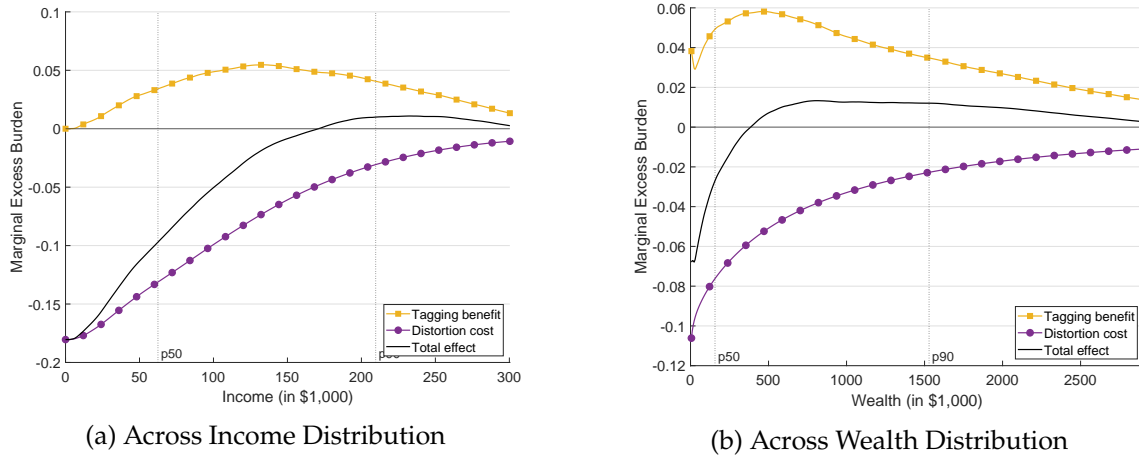 0.1
0.05
0
-0.05
-0.1
-0.15
-0.2
Marginal Excess Burden
Tagging benefit
Distortion cost
Total effect
p50
0 50 100 150 200 250 300
Income (in $1,000)
(a) Across Income Distribution
0.06
0.04
0.02
0
-0.02
-0.04
-0.06
-0.08
-0.1
-0.12
Marginal Excess Burden
Tagging benefit
Distortion cost
Total effect
p50
p90
0 500 1000 1500 2000 2500
Wealth (in $1,000)
(b) Across Wealth Distribution